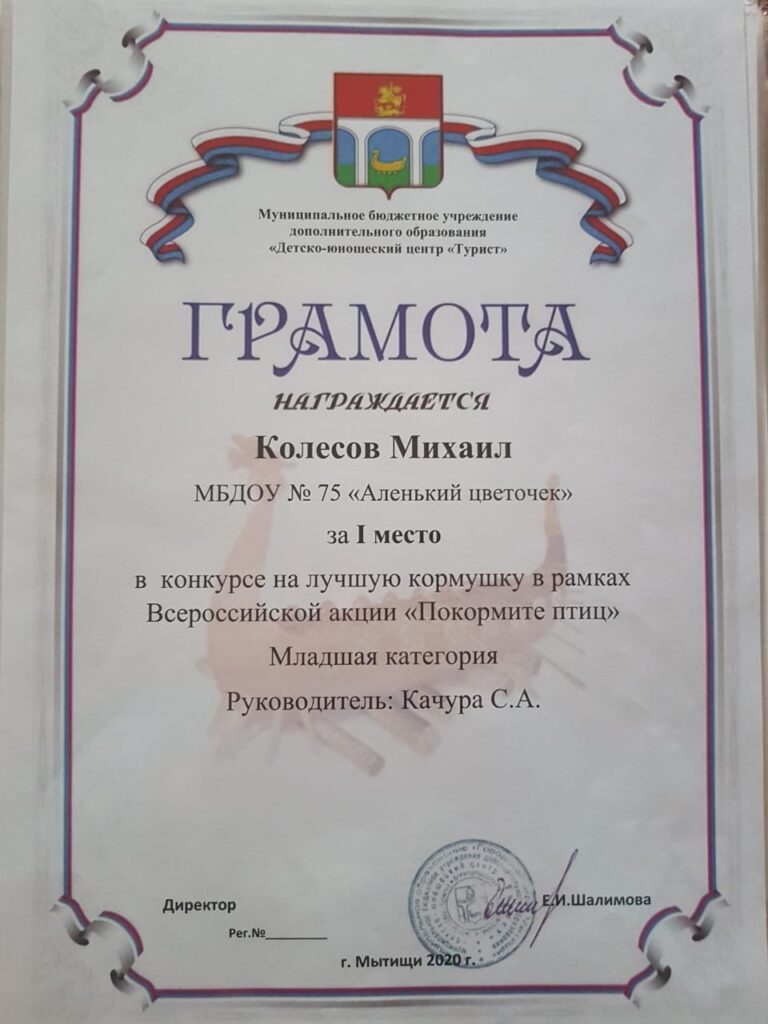 Муниципальное бюджетное учреждение
дополнительного образования
«Детско-юношеский центр «Турист»
ГРАМОТА
НАГРАЖДАЕТСЯ
Колесов Михаил
МБДОУ № 75 «Аленький цветочек»
за I место
в конкурсе на лучшую кормушку в рамках
Всероссийской акции «Покормите птиц»
Младшая категория
Руководитель: Качура С.А.
Директор
Е.И.Шалимова
Рег.№_________
г. Мытищи 2020 г.